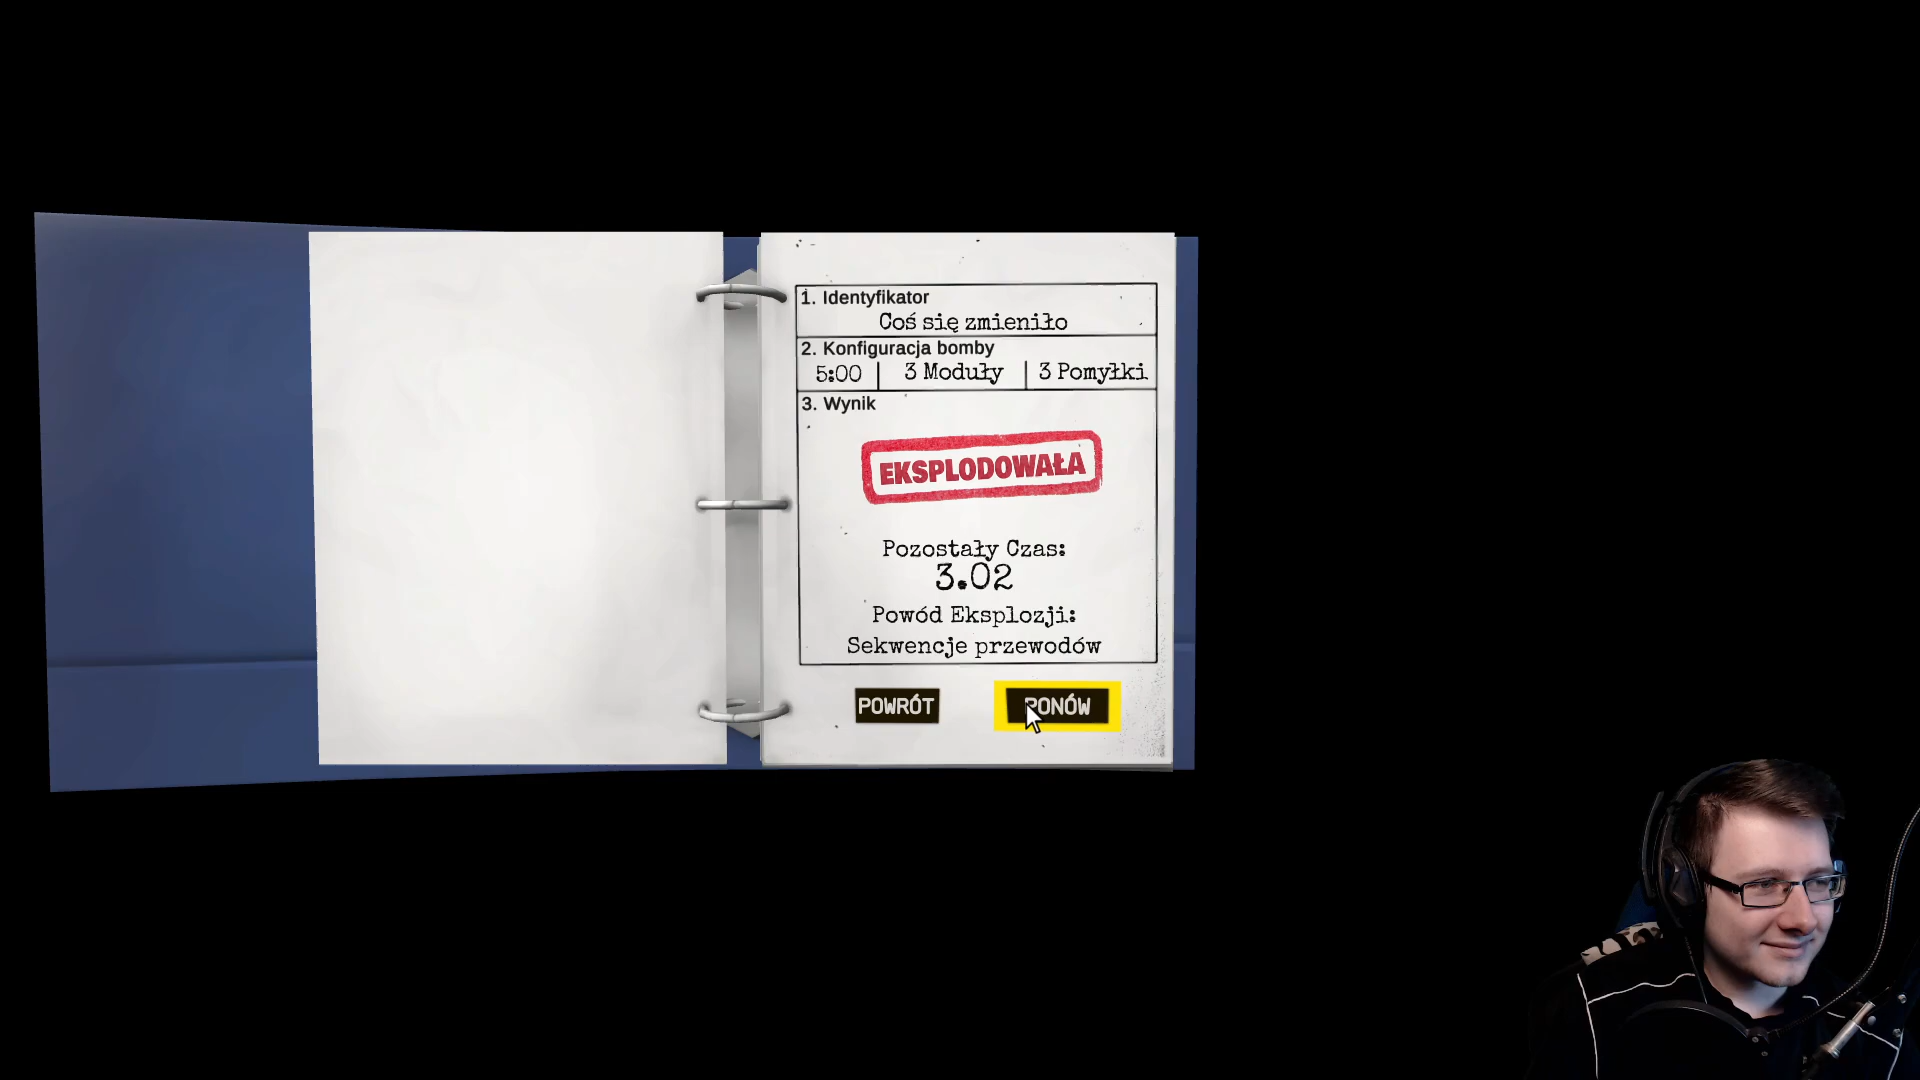 1. Identyfikator
Coś się zmieniło
2. Konfiguracja bomby
5:00 | 3 Moduły | 3 Pomyłki
3. Wynik
EKSPLODOWAŁA
Pozostały Czas:
3.02
Powód Eksplozji:
Sekwencje przewodów
POWRÓT PONÓW